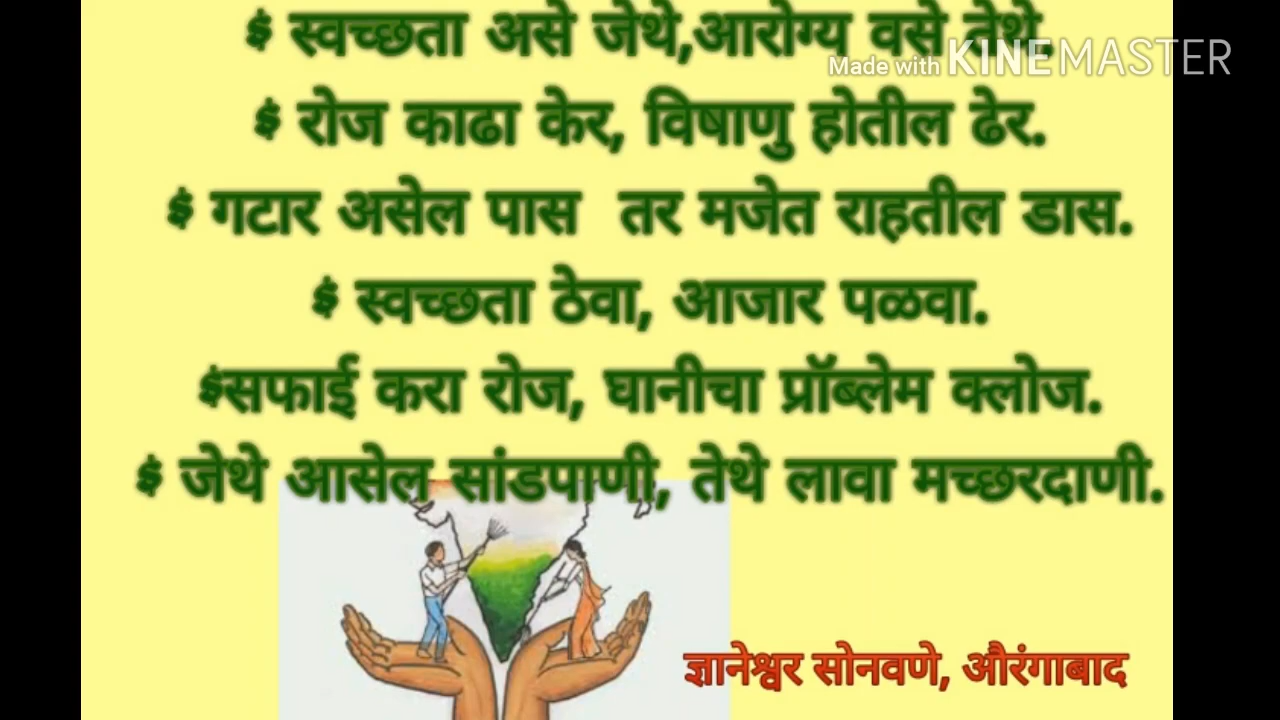 $ स्वच्छता असे जेथे,आरोग्य वसे तेथे.
Made with KINEMASTER
$ रोज काढा केर, विषाणु होतील ढेर.
$ गटार असेल पास तर मजेत राहतील डास.
$ स्वच्छता ठेवा, आजार पळवा.
$सफाई करा रोज, घानीचा प्रॉब्लेम क्लोज.
$ जेथे आसेल सांडपाणी, तेथे लावा मच्छरदाणी.
ज्ञानेश्वर सोनवणे, औरंगाबाद